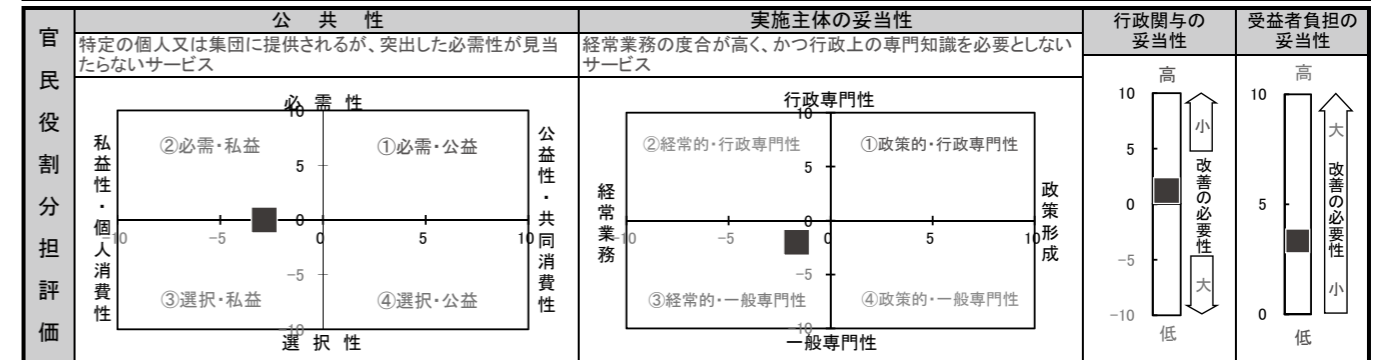 官民役割分担評価
公共性
特定の個人又は集団に提供されるが、突出した必需性が見当
たらないサービス
必需性
10
②必需・私益
①必需・公益
5
私益性・個人消費性
公益性・共同消費性
0
-10
-5
0
5
10
-5
③選択・私益
④選択・公益
-10
選択性
実施主体の妥当性
経常業務の度合が高く、かつ行政上の専門知識を必要としない
サービス
行政専門性
10
②経常的・行政専門性
①政策的・行政専門性
5
経常業務
政策形成
0
-10
-5
0
5
10
-5
③経常的・一般専門性
④政策的・一般専門性
-10
一般専門性
行政関与の
妥当性
高
10
5
0
-5
-10
低
小
改善の必要性
大
受益者負担の
妥当性
高
10
5
0
低
大
改善の必要性
小